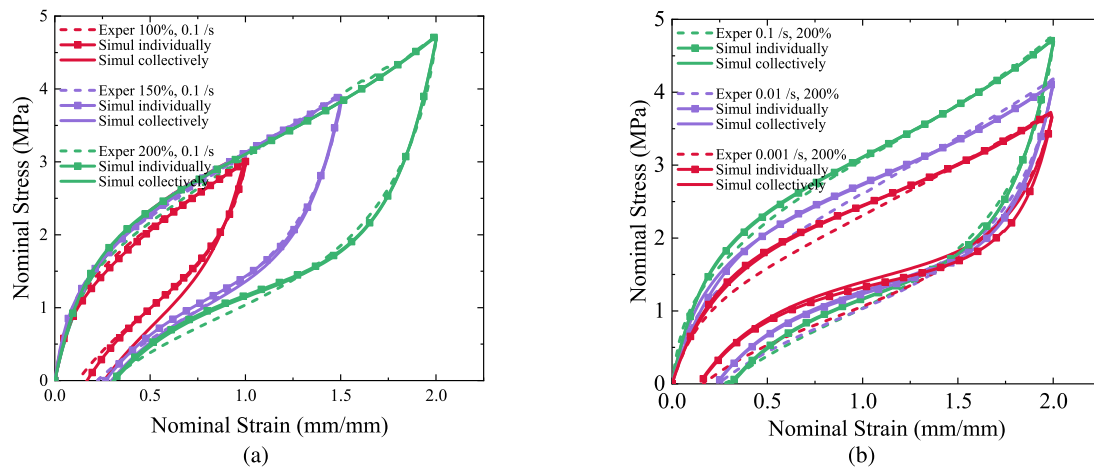 (a)
5
4
3
2
1
0
Nominal Stress (MPa)
Exper 100%, 0.1 /s
Simul individually
Simul collectively
Exper 150%, 0.1/s
Simul individually
Simul collectively
Exper 200%, 0.1/s
Simul individually
Simul collectively
0.0 0.5 1.0 1.5 2.0
Nominal Strain (mm/mm)
(a)
(b)
5
4
3
2
1
0
Nominal Stress (MPa)
Exper 0.1 /s, 200%
Simul individually
Simul collectively
Exper 0.01 /s, 200%
Simul individually
Simul collectively
Exper 0.001 /s, 200%
Simul individually
Simul collectively
0.0 0.5 1.0 1.5 2.0
Nominal Strain (mm/mm)
(b)